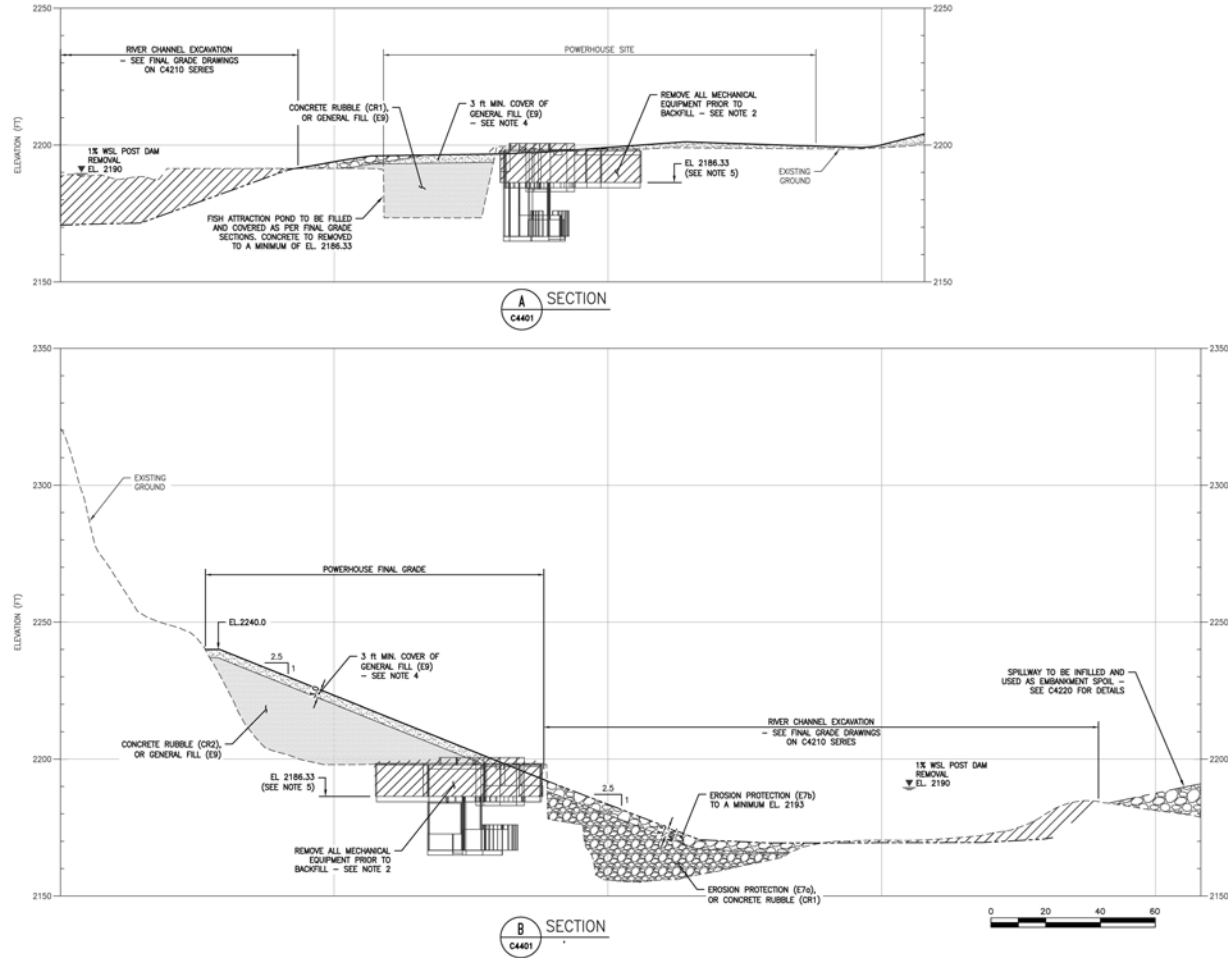 2250
2250
RIVER CHANNEL EXCAVATION
– SEE FINAL GRADE DRAWINGS
ON C4210 SERIES
POWERHOUSE SITE
CONCRETE RUBBLE (CR1),
OR GENERAL FILL (E9)
3 ft MIN. COVER OF
GENERAL FILL (E9)
– SEE NOTE 4
REMOVE ALL MECHANICAL
EQUIPMENT PRIOR TO
BACKFILL – SEE NOTE 2
ELEVATION (FT)
2200
2200
1% WSL POST DAM
REMOVAL
EL. 2190
EL 2186.33
(SEE NOTE 5)
EXISTING
GROUND
FISH ATTRACTION POND TO BE FILLED
AND COVERED AS PER FINAL GRADE
SECTIONS. CONCRETE TO REMOVED
TO A MINIMUM OF EL. 2186.33
2150
2150
A
C4401
SECTION
2350
2350
EXISTING
GROUND
2300
2300
POWERHOUSE FINAL GRADE
ELEVATION (FT)
2250
2250
EL.2240.0
2.5
1
3 ft MIN. COVER OF
GENERAL FILL (E9)
– SEE NOTE 4
SPILLWAY TO BE INFILLED AND
USED AS EMBANKMENT SPOIL –
SEE C4220 FOR DETAILS
CONCRETE RUBBLE (CR2),
OR GENERAL FILL (E9)
RIVER CHANNEL EXCAVATION
– SEE FINAL GRADE DRAWINGS
ON C4210 SERIES
2200
2200
EL 2186.33
(SEE NOTE 5)
2.5
1
EROSION PROTECTION (E7b)
TO A MINIMUM EL. 2193
1% WSL POST DAM
REMOVAL
EL. 2190
REMOVE ALL MECHANICAL
EQUIPMENT PRIOR TO
BACKFILL – SEE NOTE 2
EROSION PROTECTION (E7a),
OR CONCRETE RUBBLE (CR1)
2150
2150
B
C4401
SECTION
0 20 40 60